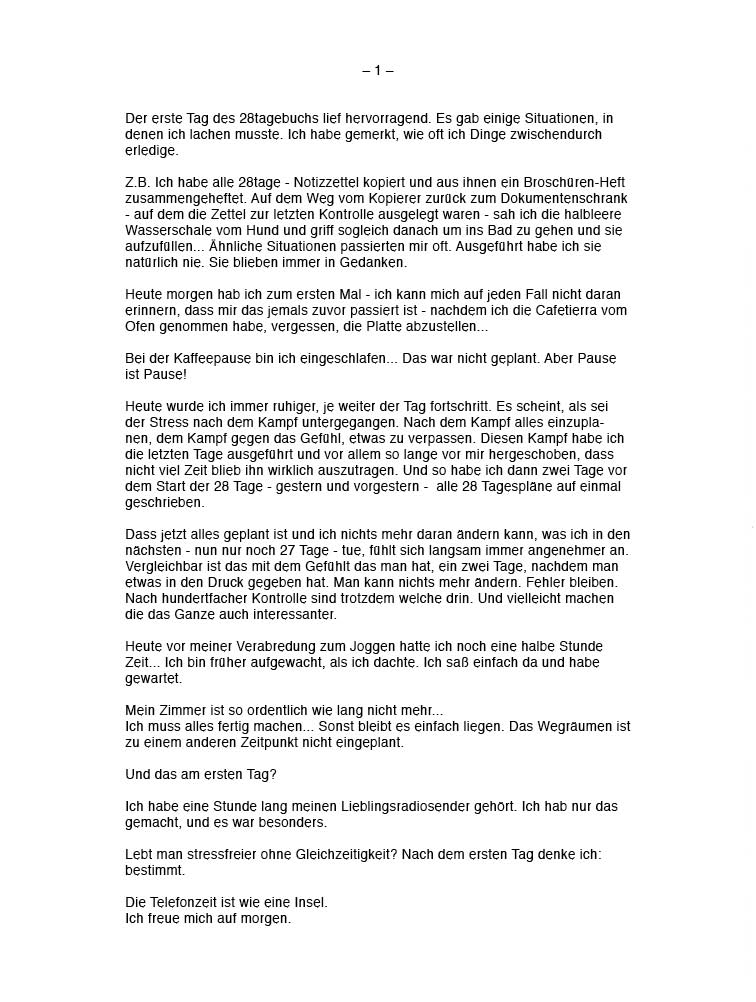 – 1 –
Der erste Tag des 28tagebuchs lief hervorragend. Es gab einige Situationen, in
denen ich lachen musste. Ich habe gemerkt, wie oft ich Dinge zwischendurch
erledige.
Z.B. Ich habe alle 28tage - Notizzettel kopiert und aus ihnen ein Broschüren-Heft
zusammengeheftet. Auf dem Weg vom Kopierer zurück zum Dokumentenschrank
- auf dem die Zettel zur letzten Kontrolle ausgelegt waren - sah ich die halbleere
Wasserschale vom Hund und griff sogleich danach um ins Bad zu gehen und sie
aufzufüllen... Ähnliche Situationen passierten mir oft. Ausgeführt habe ich sie
natürlich nie. Sie blieben immer in Gedanken.
Heute morgen hab ich zum ersten Mal - ich kann mich auf jeden Fall nicht daran
erinnern, dass mir das jemals zuvor passiert ist - nachdem ich die Cafetierra vom
Ofen genommen habe, vergessen, die Platte abzustellen...
Bei der Kaffeepause bin ich eingeschlafen... Das war nicht geplant. Aber Pause
ist Pause!
Heute wurde ich immer ruhiger, je weiter der Tag fortschritt. Es scheint, als sei
der Stress nach dem Kampf untergegangen. Nach dem Kampf alles einzupla-
nen, dem Kampf gegen das Gefühl, etwas zu verpassen. Diesen Kampf habe ich
die letzten Tage ausgeführt und vor allem so lange vor mir hergeschoben, dass
nicht viel Zeit blieb ihn wirklich auszutragen. Und so habe ich dann zwei Tage vor
dem Start der 28 Tage - gestern und vorgestern -  alle 28 Tagespläne auf einmal
geschrieben.
Dass jetzt alles geplant ist und ich nichts mehr daran ändern kann, was ich in den
nächsten - nun nur noch 27 Tage - tue, fühlt sich langsam immer angenehmer an.
Vergleichbar ist das mit dem Gefühlt das man hat, ein zwei Tage, nachdem man
etwas in den Druck gegeben hat. Man kann nichts mehr ändern. Fehler bleiben.
Nach hundertfacher Kontrolle sind trotzdem welche drin. Und vielleicht machen
die das Ganze auch interessanter.
Heute vor meiner Verabredung zum Joggen hatte ich noch eine halbe Stunde
Zeit... Ich bin früher aufgewacht, als ich dachte. Ich saß einfach da und habe
gewartet.
Mein Zimmer ist so ordentlich wie lang nicht mehr...
Ich muss alles fertig machen... Sonst bleibt es einfach liegen. Das Wegräumen ist
zu einem anderen Zeitpunkt nicht eingeplant.
Und das am ersten Tag?
Ich habe eine Stunde lang meinen Lieblingsradiosender gehört. Ich hab nur das
gemacht, und es war besonders.
Lebt man stressfreier ohne Gleichzeitigkeit? Nach dem ersten Tag denke ich:
bestimmt.
Die Telefonzeit ist wie eine Insel.
Ich freue mich auf morgen.